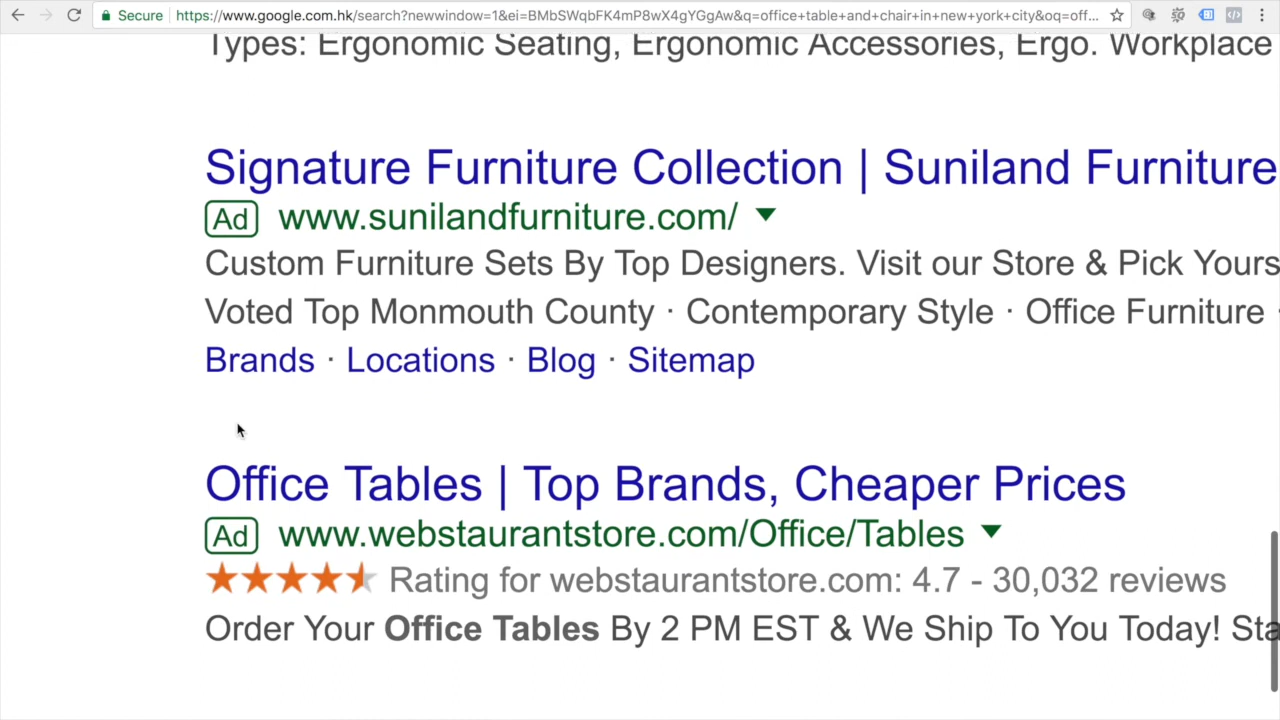 Secure https://www.google.com.hk/search?newwindow=1&ei=BMbSWqbFK4mP8wX4gYGgAw&q=office+table+and+chair+in+new+york+city&oq=off...
Types: Ergonomic Seating, Ergonomic Accessories, Ergo. Workplace
Signature Furniture Collection | Suniland Furniture
Ad www.sunilandfurniture.com/
Custom Furniture Sets By Top Designers. Visit our Store & Pick Yours
Voted Top Monmouth County · Contemporary Style · Office Furniture ·
Brands · Locations · Blog · Sitemap
Office Tables | Top Brands, Cheaper Prices
Ad www.webstaurantstore.com/Office/Tables
Rating for webstaurantstore.com: 4.7 - 30,032 reviews
Order Your Office Tables By 2 PM EST & We Ship To You Today! Sta